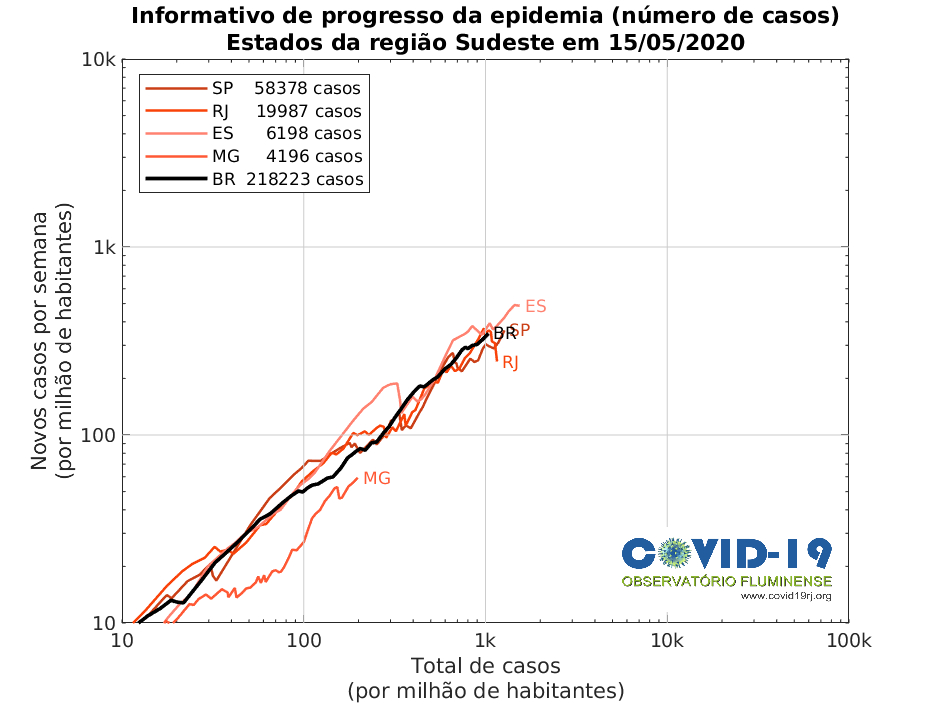 Informativo de progresso da epidemia (número de casos)
Estados da região Sudeste em 15/05/2020
10k
1k
100
10
Novos casos por semana
(por milhão de habitantes)
SP 58378 casos
RJ 19987 casos
ES 6198 casos
MG 4196 casos
BR 218223 casos
ES
BR
SP
RJ
MG
COVID-19
OBSERVATÓRIO FLUMINENSE
www.covid19rj.org
10
100
1k
10k
100k
Total de casos
(por milhão de habitantes)